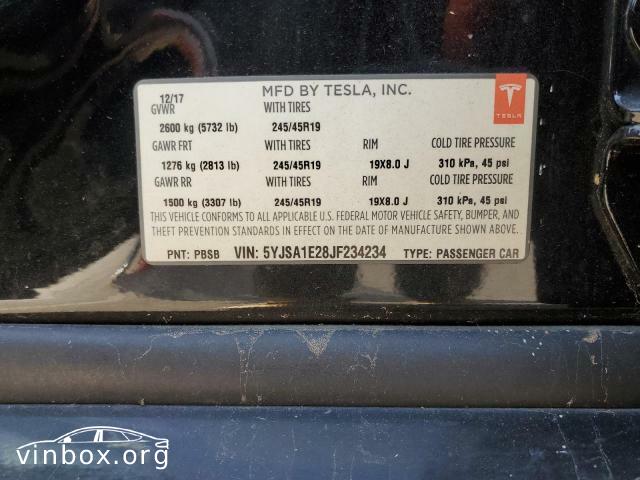 12/17 MFD BY TESLA, INC.
GVWR WITH TIRES
TESLA
2600 kg (5732 lb) 245/45R19
GAWR FRT WITH TIRES RIM COLD TIRE PRESSURE
1276 kg (2813 lb) 245/45R19 19X8.0 J 310 kPa, 45 psi
GAWR RR WITH TIRES RIM COLD TIRE PRESSURE
1500 kg (3307 lb) 245/45R19 19X8.0 J 310 kPa, 45 psi
THIS VEHICLE CONFORMS TO ALL APPLICABLE U.S. FEDERAL MOTOR VEHICLE SAFETY, BUMPER, AND
THEFT PREVENTION STANDARDS IN EFFECT ON THE DATE OF MANUFACTURE SHOWN ABOVE.
PNT: PBSB VIN: 5YJSA1E28JF234234 TYPE: PASSENGER CAR
vinbox.org